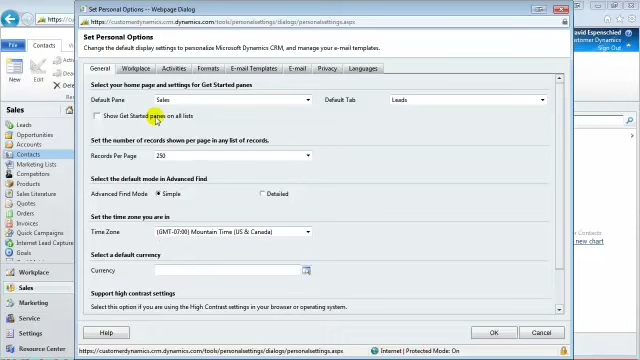 Set Personal Options -- Webpage Dialog
https://customerdynamics.crm.dynamics.com/tools/personalsettings/dialogs/personalsettings.aspx
https://
David Espenschied
Customer Dynamics
Sign Out
File
Contacts
New
Edit
Set Personal Options
Change the default display settings to personalize Microsoft Dynamics CRM, and manage your e-mail templates.
General
Workplace
Activities
Formats
E-mail Templates
E-mail
Privacy
Languages
Select your home page and settings for Get Started panes
Default Pane
Sales
Default Tab
Leads
Show Get Started panes on all lists
Set the number of records shown per page in any list of records.
Records Per Page
250
Select the default mode in Advanced Find
Advanced Find Mode
Simple
Detailed
Set the time zone you are in
Time Zone
(GMT-07:00) Mountain Time (US & Canada)
Select a default currency
Currency
Support high contrast settings
Select this option if you are using the High Contrast settings in your browser or operating system.
Help
OK
Cancel
https://customerdynamics.crm.dynamics.com/tools/personalsettings/dialogs/personalsettings.aspx
Internet | Protected Mode: On
Sales
Leads
Opportunities
Accounts
Contacts
Marketing Lists
Competitors
Products
Sales Literature
Quotes
Orders
Invoices
Quick Campaigns
Internet Lead Capture
Goals
Workplace
Sales
Marketing
Service
Settings
Resource Center
Contacts
new chart